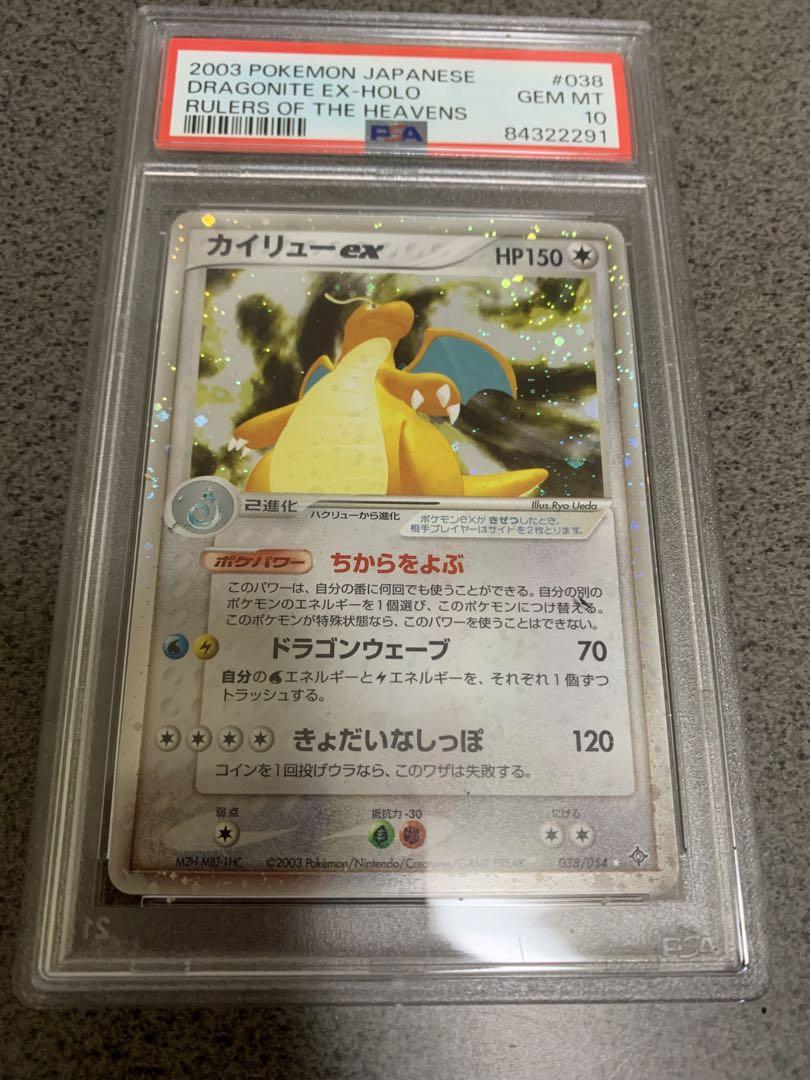 2003 POKEMON JAPANESE #038
DRAGONITE EX-HOLO GEM MT
RULERS OF THE HEAVENS 10
PSA 84322291
カイリューex HP150
己進化
ハクリューから進化
Illus.Ryo Ueda
ポケモンexがきぜつしたとき、
相手プレイヤーはサイドを2枚とります。
ポケパワー ちからをよぶ
このパワーは、自分の番に何回でも使うことができる。自分の別の
ポケモンのエネルギーを1個選び、このポケモンにつけ替える。
このポケモンが特殊状態なら、このパワーを使うことはできない。
ドラゴンウェーブ 70
自分のエネルギーとエネルギーを、それぞれ1個ずつ
トラッシュする。
きょだいなしっぽ 120
コインを1回投げウラなら、このワザは失敗する。
弱点 抵抗力 -30 にげる
MZH-MBT-1HC ©2003 Pokémon/Nintendo/Creatures/GAME FREAK 038/054
21 PSA